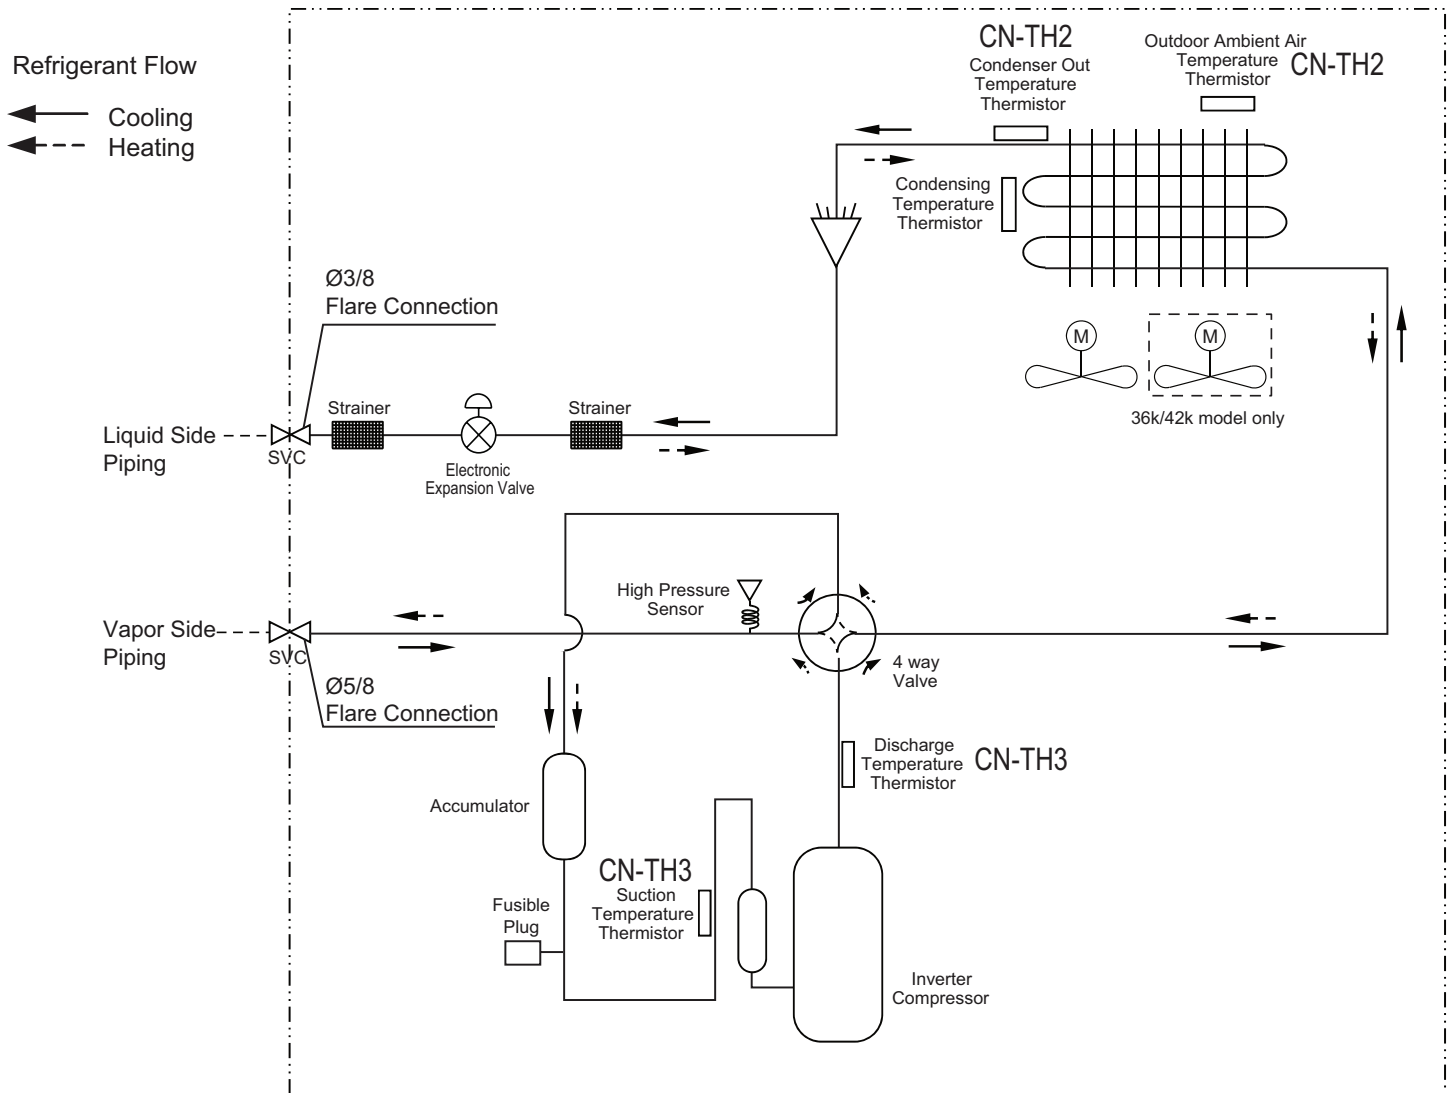 Refrigerant Flow
Cooling
Heating
CN-TH2
Condenser Out
Temperature
Thermistor
Outdoor Ambient Air
Temperature
Thermistor
CN-TH2
Condensing
Temperature
Thermistor
Ø3/8
Flare Connection
M
M
36k/42k model only
Liquid Side
Piping
SVC
Strainer
Electronic
Expansion Valve
Strainer
High Pressure
Sensor
Vapor Side
Piping
SVC
4 way
Valve
Ø5/8
Flare Connection
Discharge
Temperature
Thermistor
CN-TH3
Accumulator
CN-TH3
Suction
Temperature
Thermistor
Fusible
Plug
Inverter
Compressor